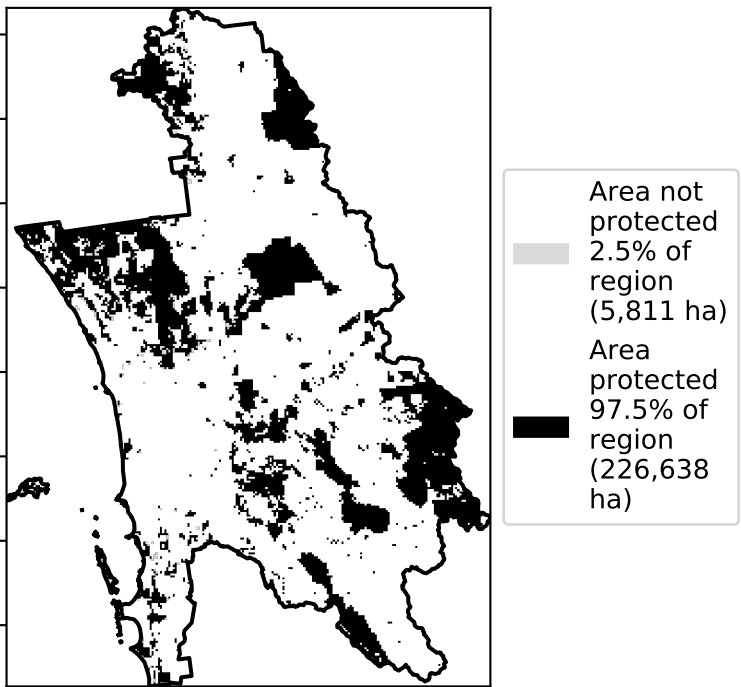 Area not
protected
2.5% of
region
(5,811 ha)
Area
protected
97.5% of
region
(226,638
ha)